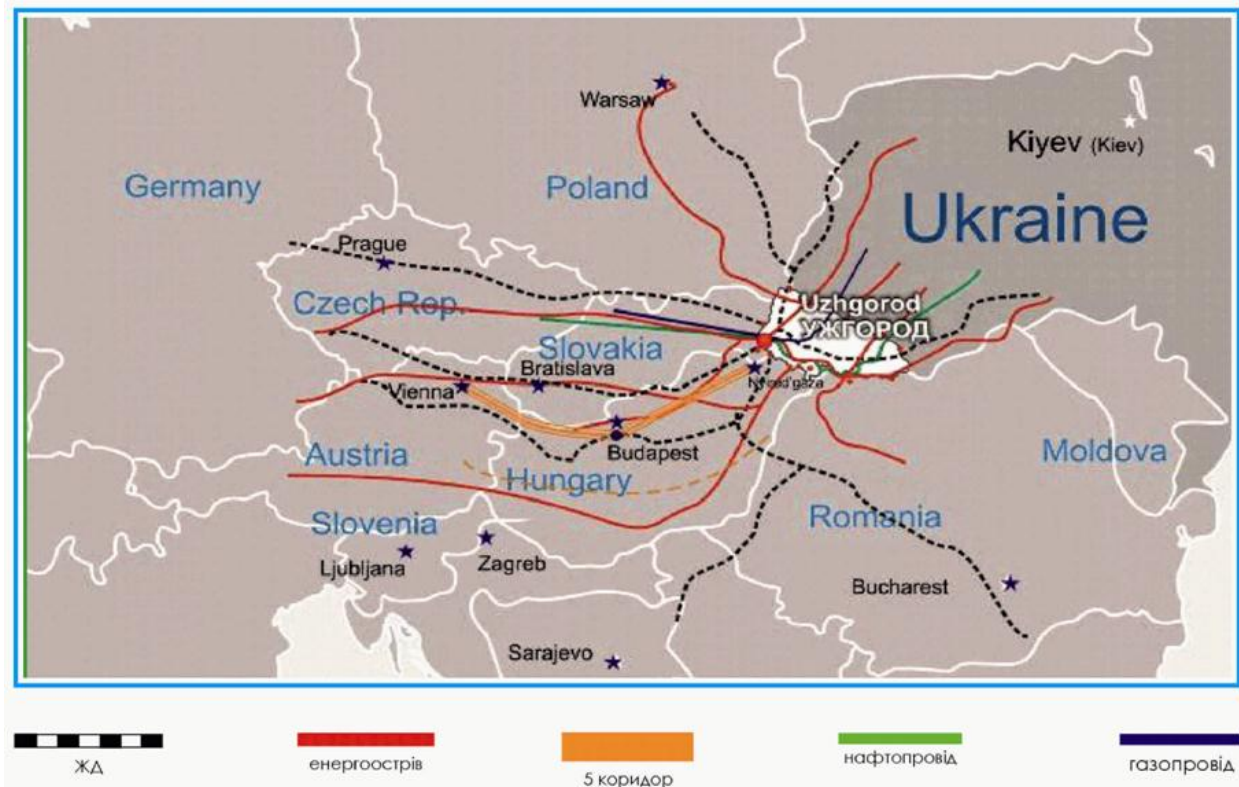 Warsaw
Kiyev (Kiev)
Germany
Poland
Ukraine
Prague
Czech Rep.
Uzhgorod
УЖГОРОД
Slovakia
Bratislava
Vienna
Budapest
Austria
Hungary
Moldova
Slovenia
Romania
Ljubljana
Zagreb
Bucharest
Sarajevo
ЖД
енергоострів
5 коридор
нафтопровід
газопровід